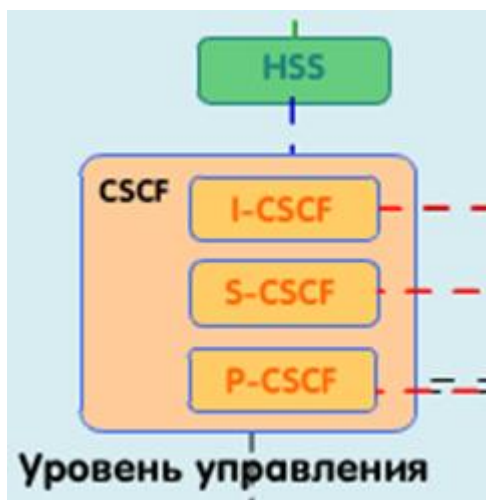 HSS
CSCF
I-CSCF
S-CSCF
P-CSCF
Уровень управления